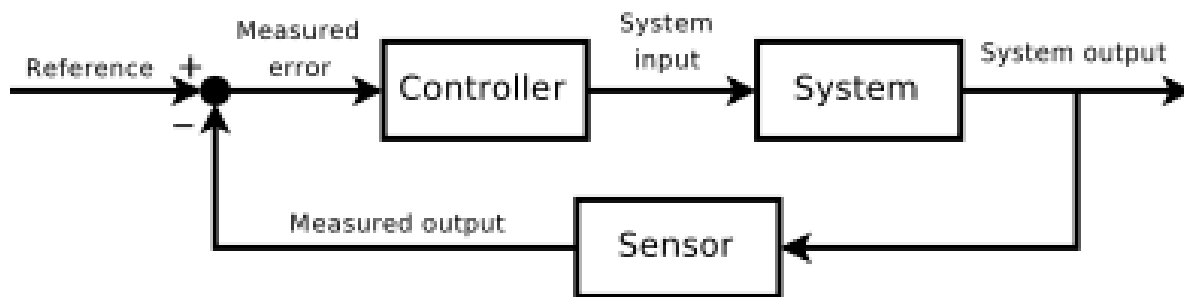 Reference
+
−
Measured
error
Controller
System
input
System
System output
Measured output
Sensor